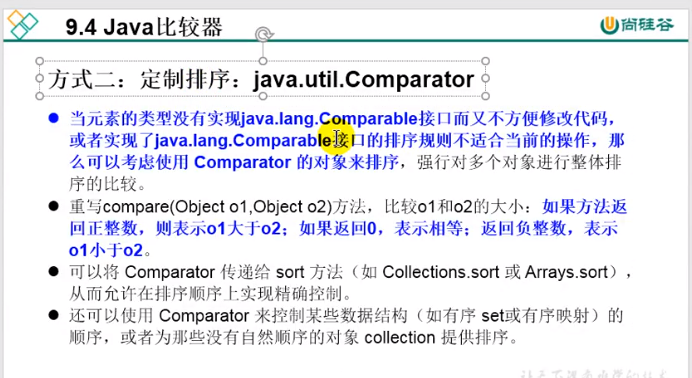 9.4 Java比较器
尚硅谷
方式二：定制排序：java.util.Comparator
当元素的类型没有实现java.lang.Comparable接口而又不方便修改代码，
或者实现了java.lang.Comparable接口的排序规则不适合当前的操作，那
么可以考虑使用 Comparator 的对象来排序，强行对多个对象进行整体排
序的比较。
重写compare(Object o1,Object o2)方法，比较o1和o2的大小：如果方法返
回正整数，则表示o1大于o2；如果返回0，表示相等；返回负整数，表示
o1小于o2。
可以将 Comparator 传递给 sort 方法（如 Collections.sort 或 Arrays.sort），
从而允许在排序顺序上实现精确控制。
还可以使用 Comparator 来控制某些数据结构（如有序 set或有序映射）的
顺序，或者为那些没有自然顺序的对象 collection 提供排序。